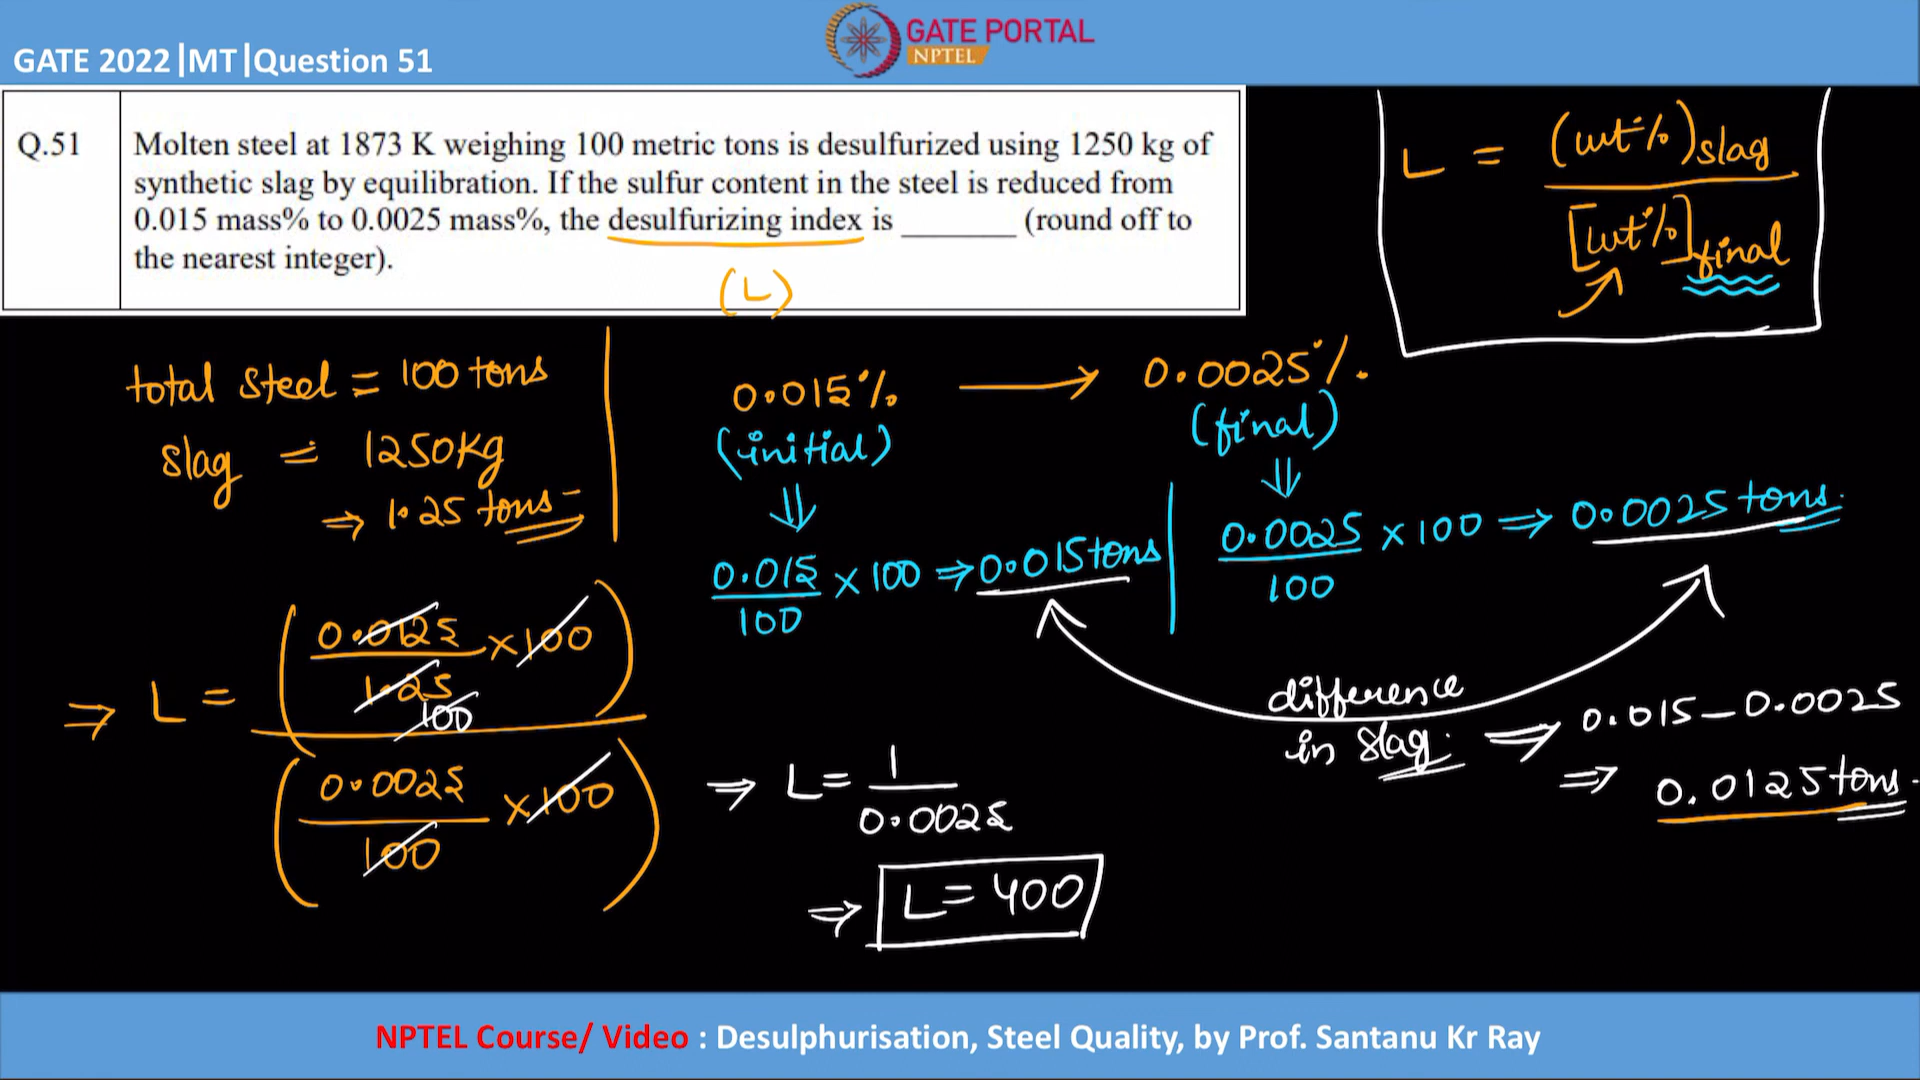 GATE PORTAL
NPTEL
GATE 2022|MT|Question 51
Q.51
Molten steel at 1873 K weighing 100 metric tons is desulfurized using 1250 kg of
synthetic slag by equilibration. If the sulfur content in the steel is reduced from
0.015 mass% to 0.0025 mass%, the desulfurizing index is ________ (round off to
the nearest integer).
(L)
L = (wt%)slag
[wt%]final
total steel = 100 tons
slag = 1250kg
⇒ 1.25 tons
0.015% → 0.0025%.
(initial)
(final)
0.015
100
× 100 ⇒ 0.015 tons
0.0025
100
× 100 ⇒ 0.0025 tons.
difference
in slag. ⇒ 0.015 - 0.0025
⇒ 0.0125 tons.
⇒ L = (0.0125
1.25
× 100)
100
(0.0025
100
× 100)
⇒ L = 1
0.0025
⇒ L = 400
NPTEL Course/ Video : Desulphurisation, Steel Quality, by Prof. Santanu Kr Ray